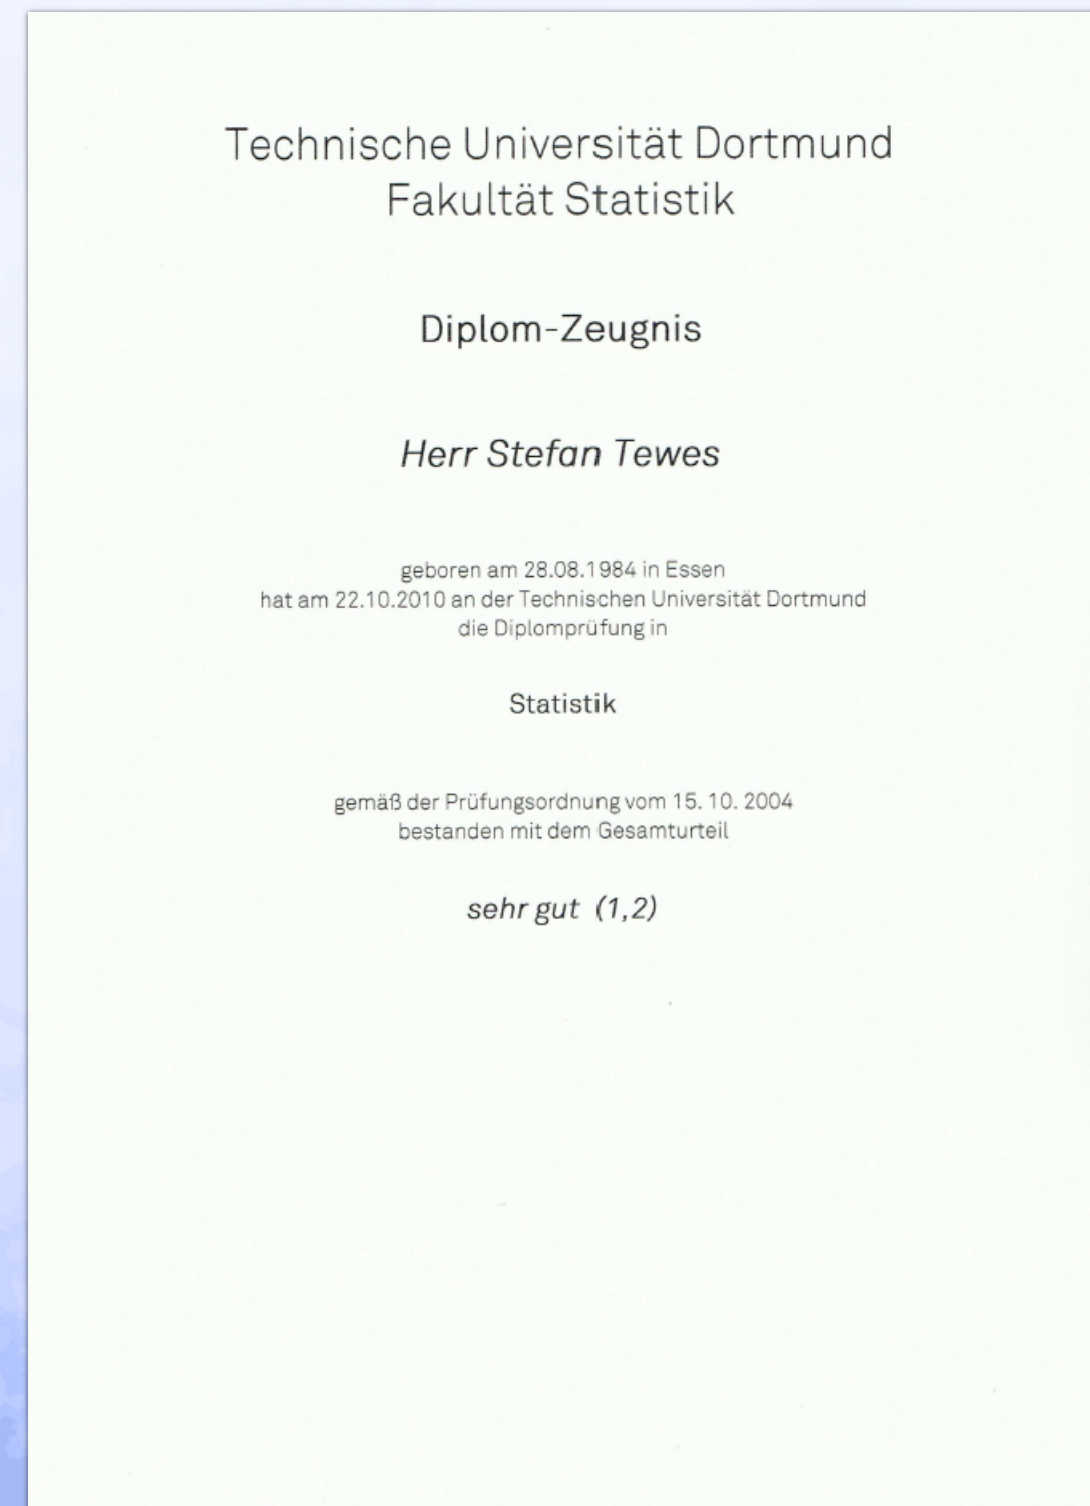 Technische Universität Dortmund
Fakultät Statistik
Diplom-Zeugnis
Herr Stefan Tewes
geboren am 28.08.1984 in Essen
hat am 22.10.2010 an der Technischen Universität Dortmund
die Diplomprüfung in
Statistik
gemäß der Prüfungsordnung vom 15. 10. 2004
bestanden mit dem Gesamturteil
sehr gut (1,2)